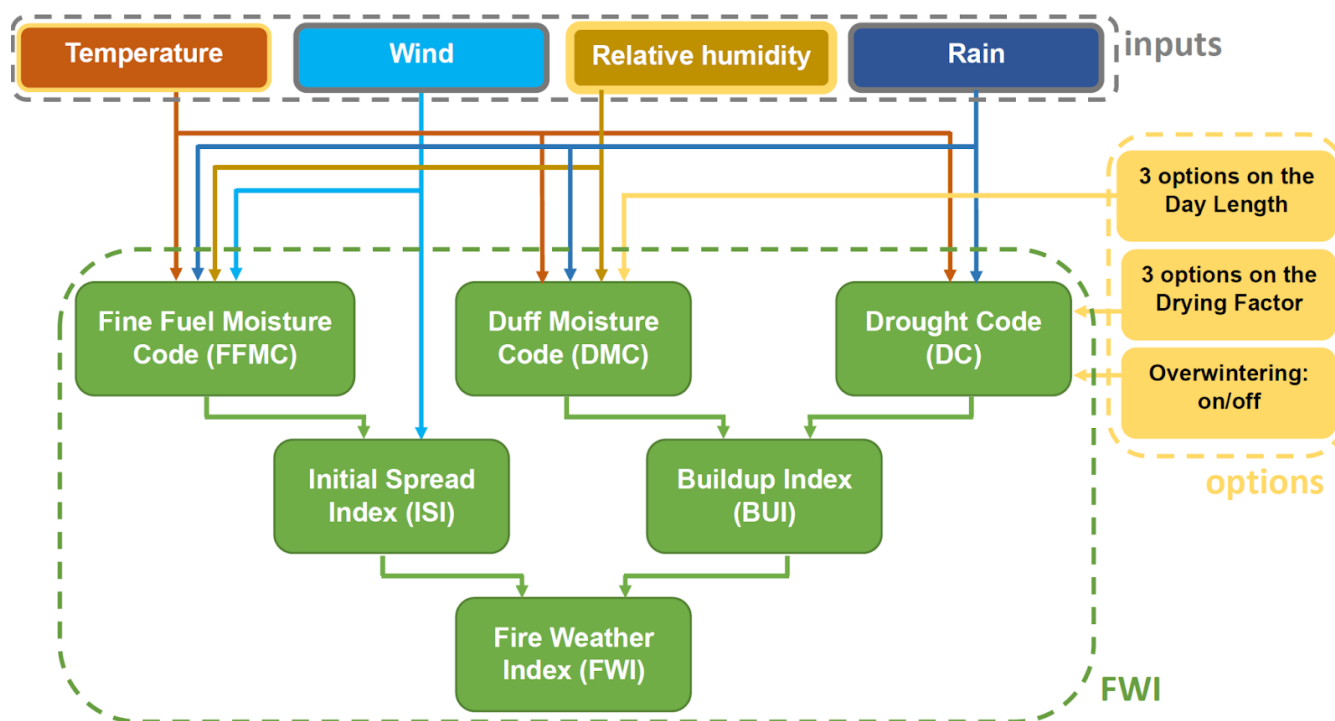 Temperature
Wind
Relative humidity
Rain
inputs
3 options on the
Day Length
3 options on the
Drying Factor
Overwintering:
on/off
options
Fine Fuel Moisture
Code (FFMC)
Duff Moisture
Code (DMC)
Drought Code
(DC)
Initial Spread
Index (ISI)
Buildup Index
(BUI)
Fire Weather
Index (FWI)
FWI